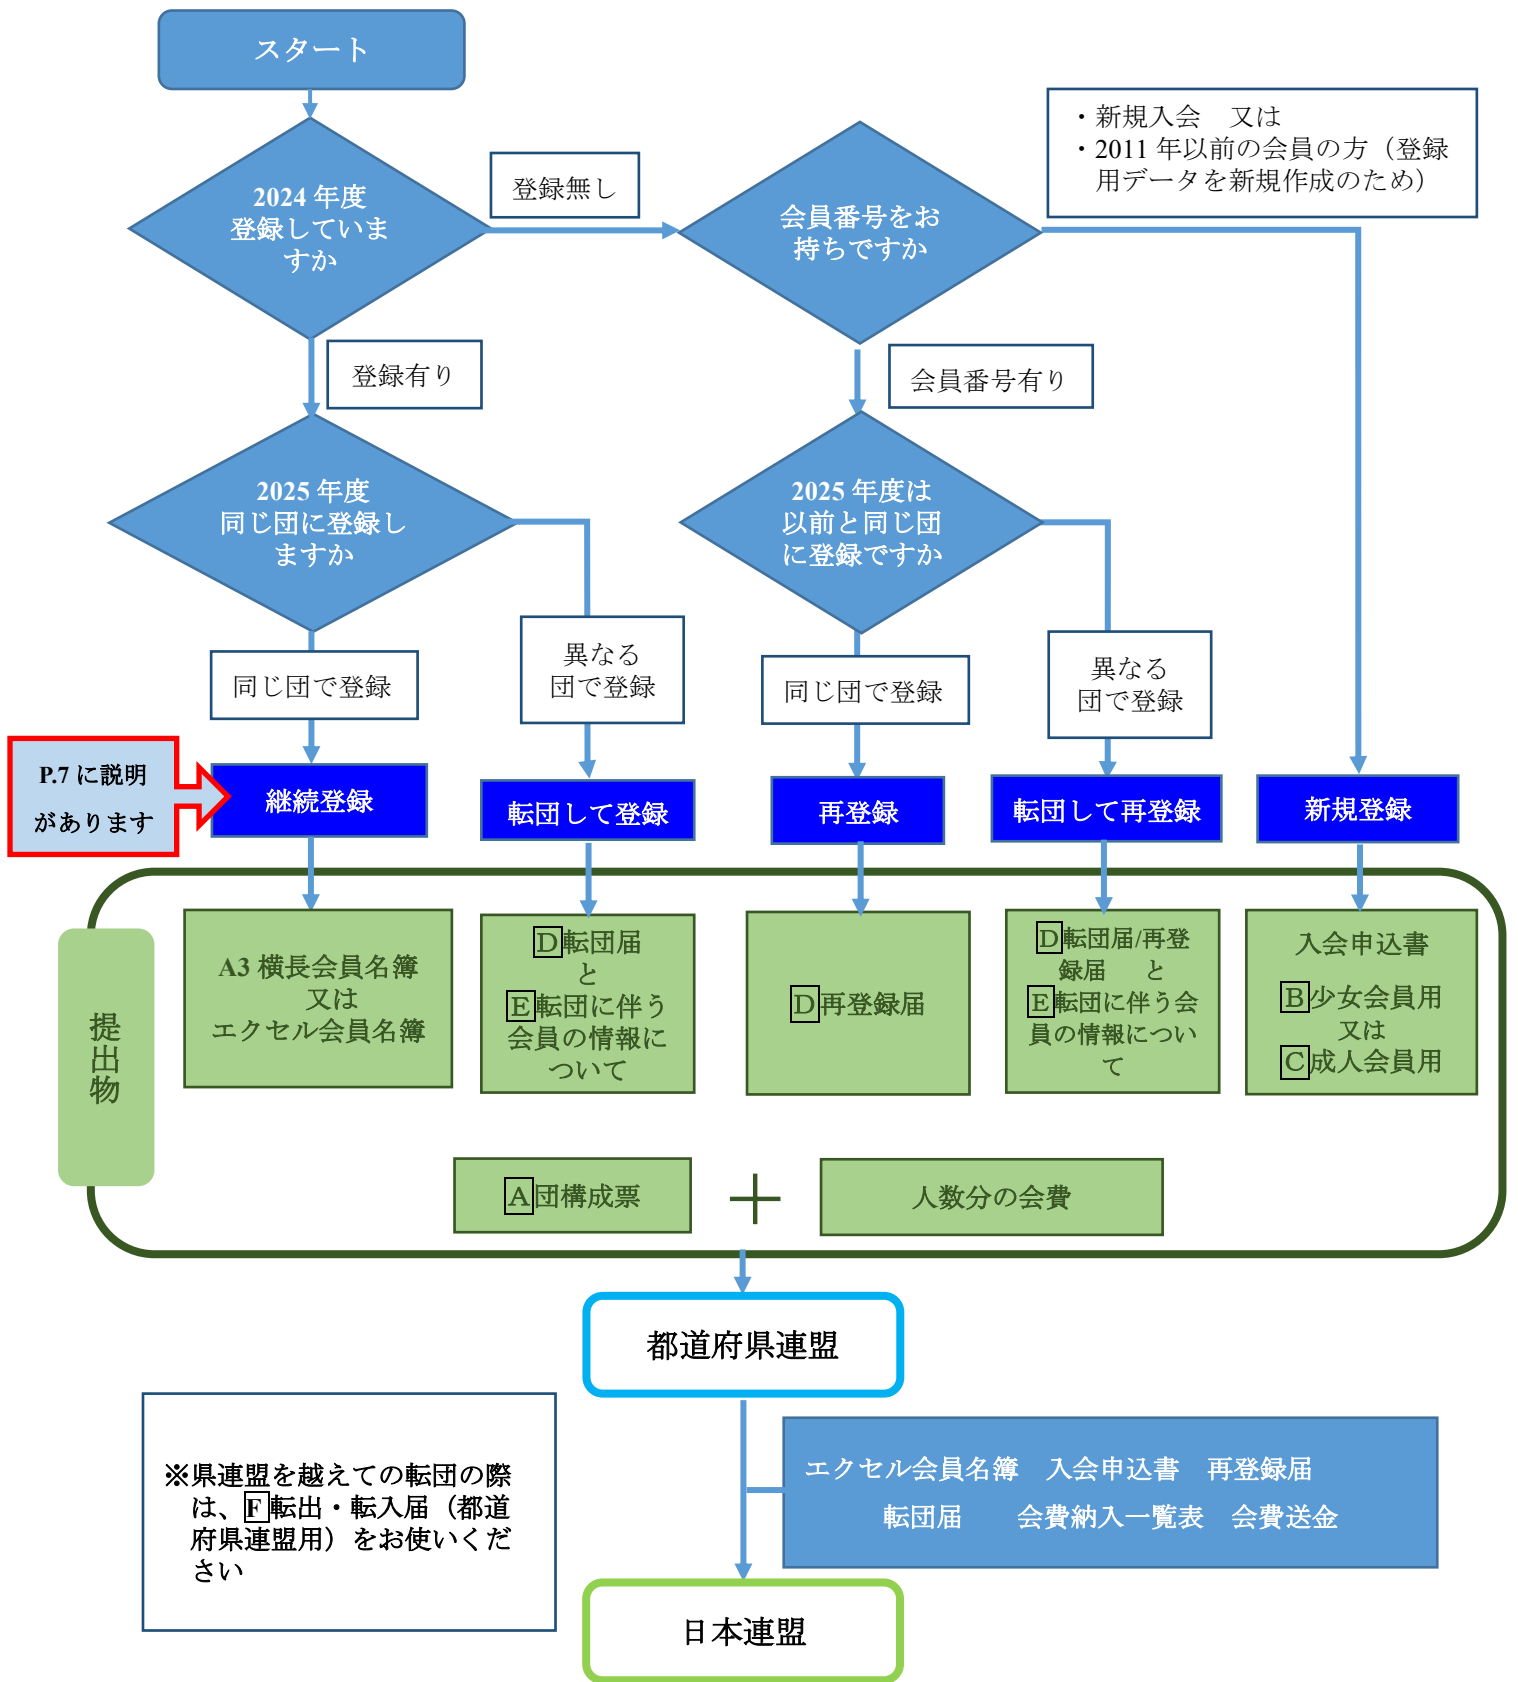 スタート
2024 年度
登録していま
すか
登録無し
会員番号をお
持ちですか
・新規入会　又は
・2011 年以前の会員の方（登録
用データを新規作成のため）
登録有り
会員番号有り
2025 年度
同じ団に登録し
ますか
2025 年度は
以前と同じ団
に登録ですか
同じ団で登録
異なる
団で登録
同じ団で登録
異なる
団で登録
P.7 に説明
があります
継続登録
転団して登録
再登録
転団して再登録
新規登録
提出物
A3 横長会員名簿
又は
エクセル会員名簿
D転団届
と
E転団に伴う
会員の情報に
ついて
D再登録届
D転団届/再登
録届　と
E転団に伴う会
員の情報につい
て
入会申込書
B少女会員用
又は
C成人会員用
A団構成票
人数分の会費
都道府県連盟
※県連盟を越えての転団の際
は、F転出・転入届（都道
府県連盟用）をお使いくだ
さい
エクセル会員名簿　入会申込書　再登録届
転団届　　会費納入一覧表　会費送金
日本連盟